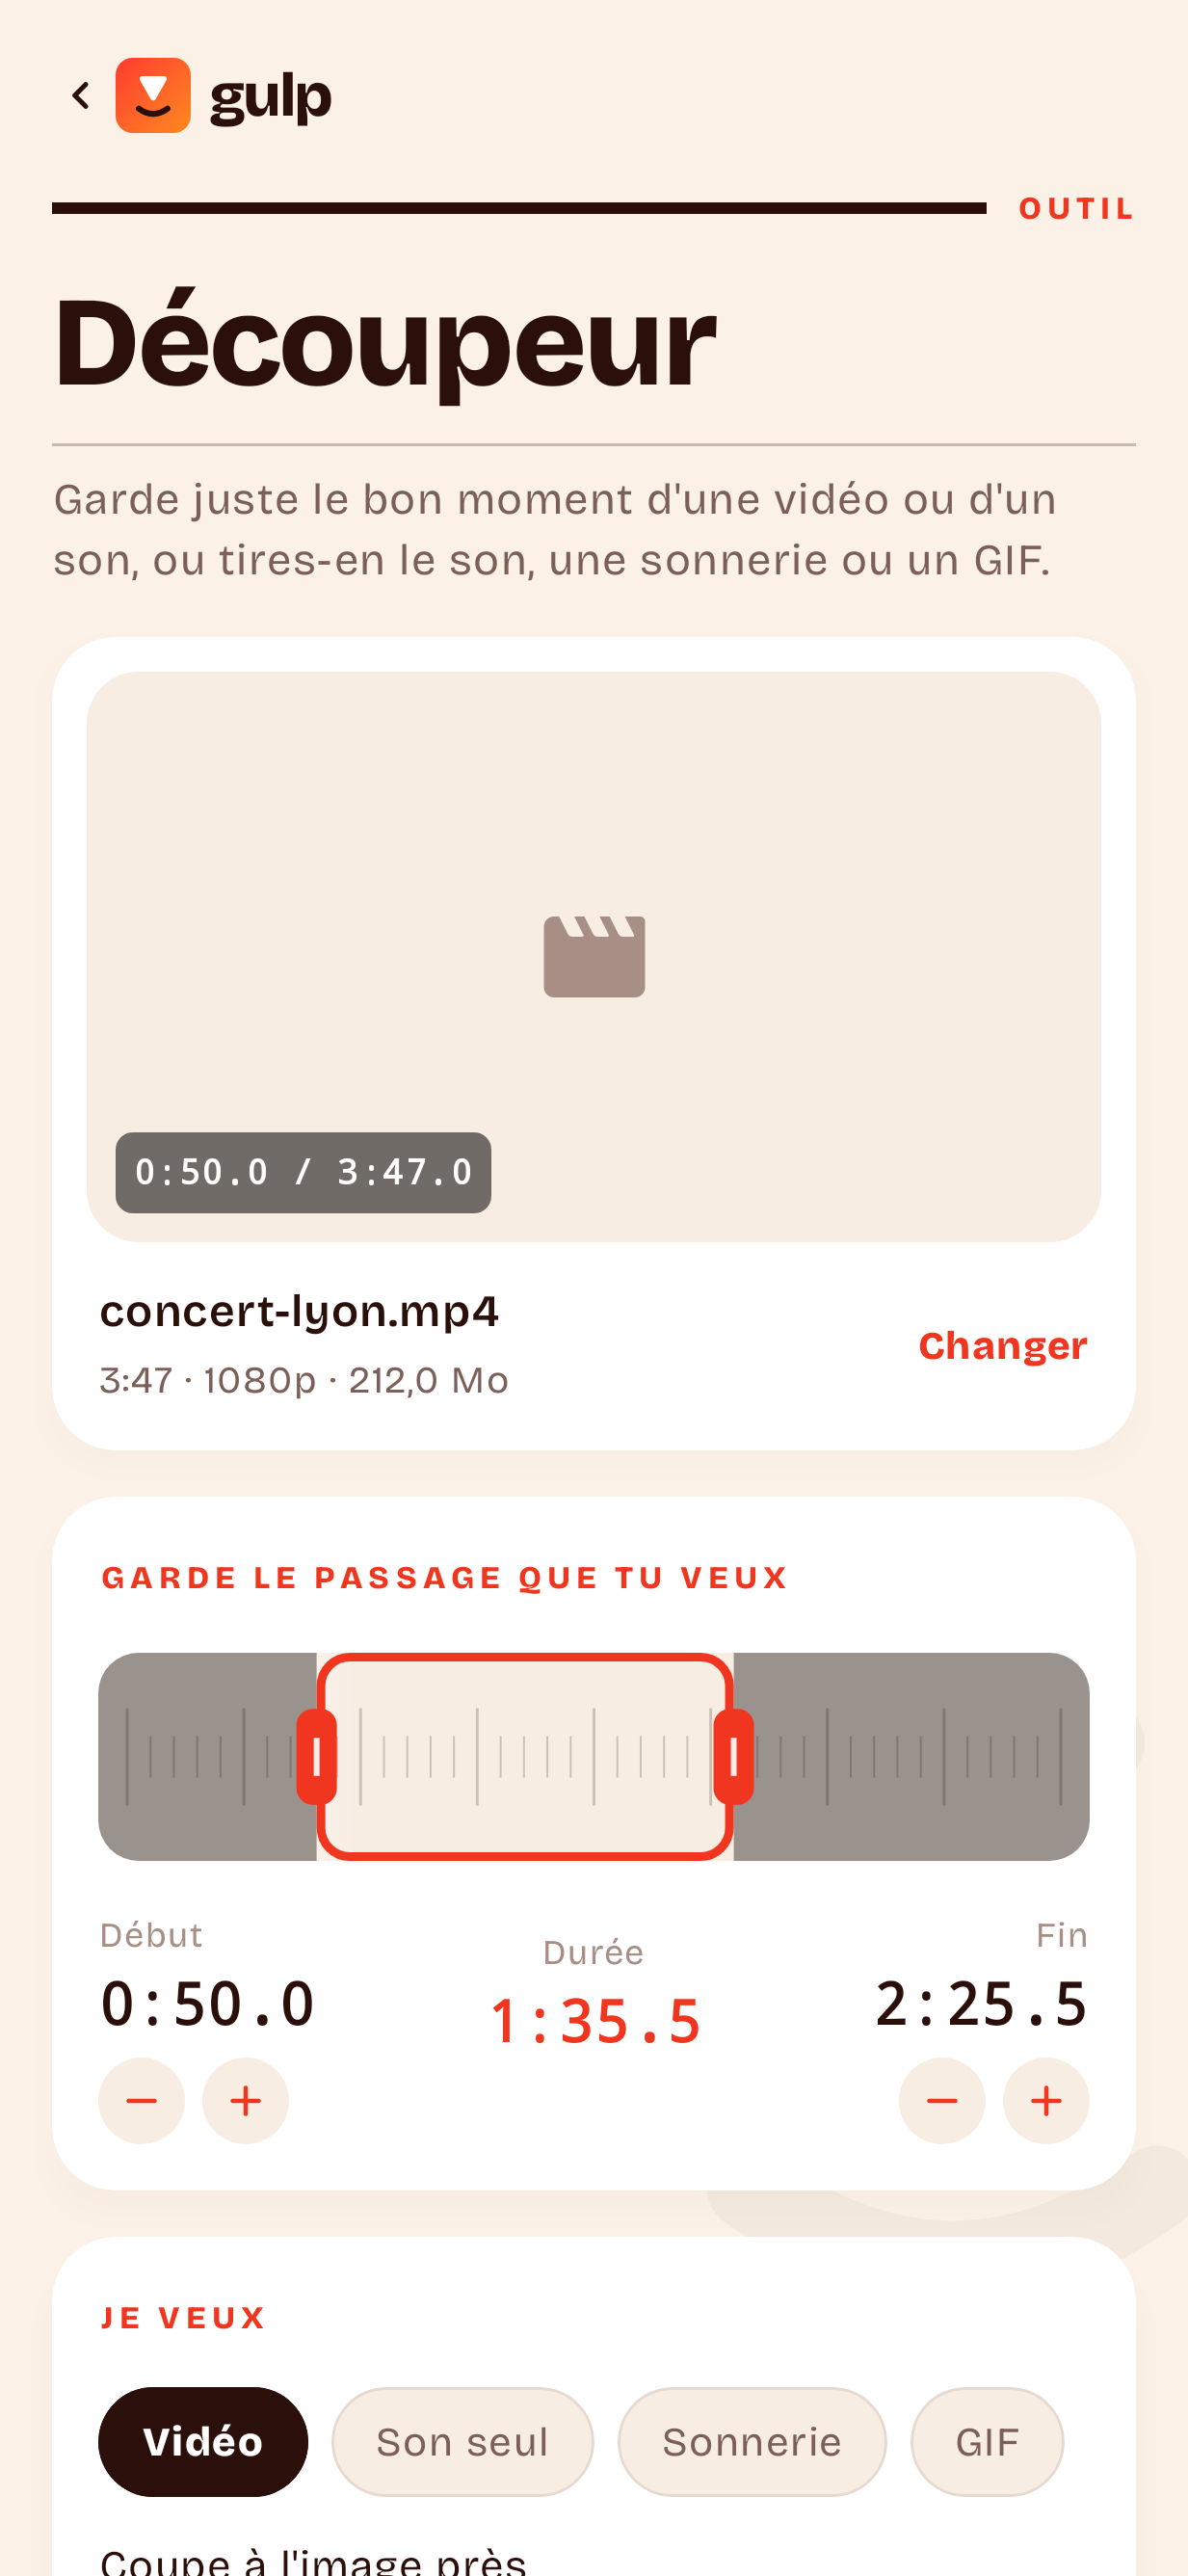 gulp
OUTIL
Découpeur
Garde juste le bon moment d'une vidéo ou d'un
son, ou tires-en le son, une sonnerie ou un GIF.
0:50.0 / 3:47.0
concert-lyon.mp4
Changer
3:47 · 1080p · 212,0 Mo
GARDE LE PASSAGE QUE TU VEUX
Début
Durée
Fin
0:50.0
1:35.5
2:25.5
JE VEUX
Vidéo
Son seul
Sonnerie
GIF
Coupe à l'image près